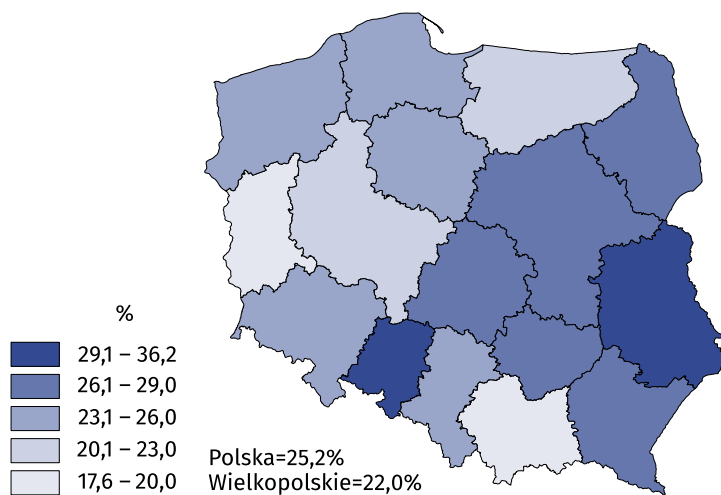 %
29,1 – 36,2
26,1 – 29,0
23,1 – 26,0
20,1 – 23,0
17,6 – 20,0
Polska=25,2%
Wielkopolskie=22,0%